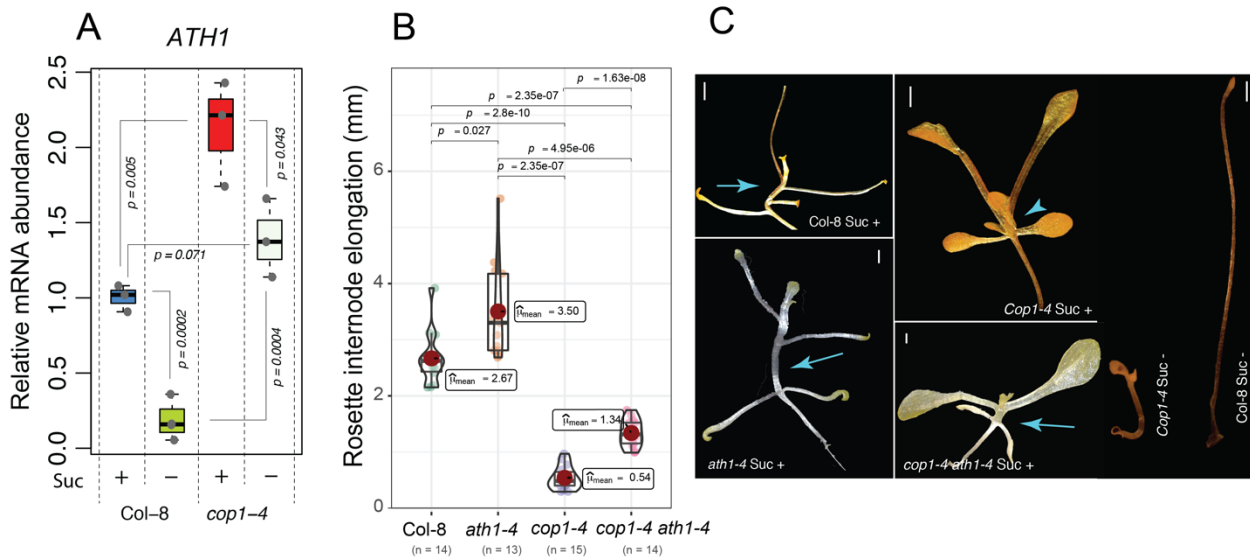 A
ATH1
Relative mRNA abundance
2.5
2.0
1.5
1.0
0.5
0.0
p = 0.005
p = 0.043
p = 0.071
p = 0.0002
p = 0.0004
Suc + − + −
Col–8 cop1–4
B
Rosette internode elongation (mm)
6
4
2
0
p = 1.63e-08
p = 2.35e-07
p = 2.8e-10
p = 0.027
p = 4.95e-06
p = 2.35e-07
μ̂mean = 3.50
μ̂mean = 2.67
μ̂mean = 1.34
μ̂mean = 0.54
Col-8 ath1-4 cop1-4 cop1-4 ath1-4
(n = 14) (n = 13) (n = 15) (n = 14)
C
Col-8 Suc +
Cop1-4 Suc +
ath1-4 Suc +
cop1-4 ath1-4 Suc +
Cop1-4 Suc -
Col-8 Suc -